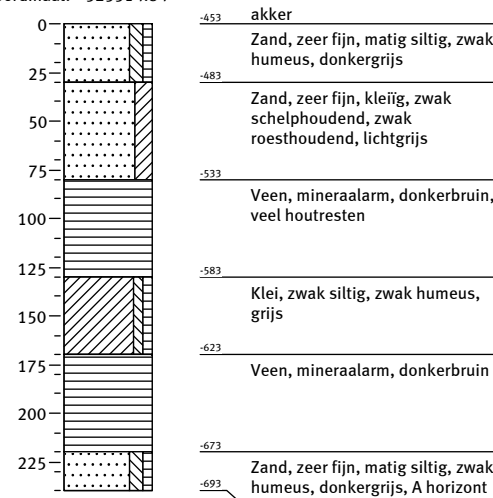 0
25
50
75
100
125
150
175
200
225
-453
akker
Zand, zeer fijn, matig siltig, zwak
humeus, donkergrijs
-483
Zand, zeer fijn, kleiïg, zwak
schelphoudend, zwak
roesthoudend, lichtgrijs
-533
Veen, mineraalarm, donkerbruin,
veel houtresten
-583
Klei, zwak siltig, zwak humeus,
grijs
-623
Veen, mineraalarm, donkerbruin
-673
Zand, zeer fijn, matig siltig, zwak
humeus, donkergrijs, A horizont
-693